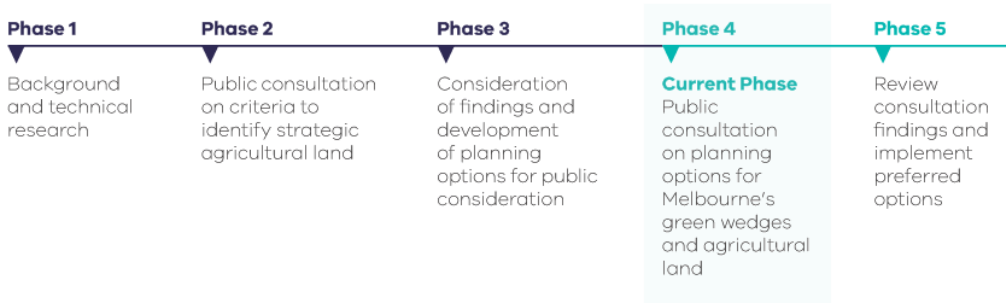 Phase 1
Background
and technical
research
Phase 2
Public consultation
on criteria to
identify strategic
agricultural land
Phase 3
Consideration
of findings and
development
of planning
options for public
consideration
Phase 4
Current Phase
Public
consultation
on planning
options for
Melbourne's
green wedges
and agricultural
land
Phase 5
Review
consultation
findings and
implement
preferred
options